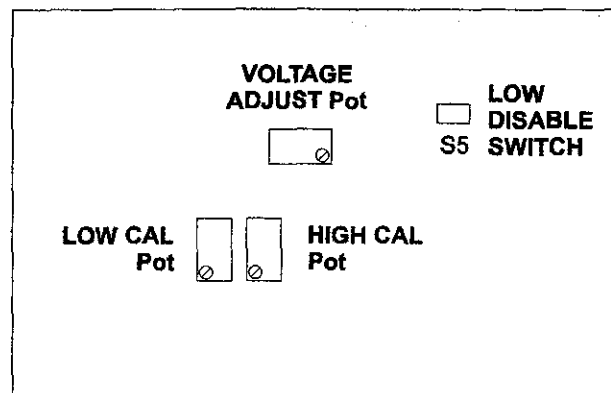 VOLTAGE
ADJUST Pot
LOW
DISABLE
S5 SWITCH
LOW CAL
Pot
HIGH CAL
Pot